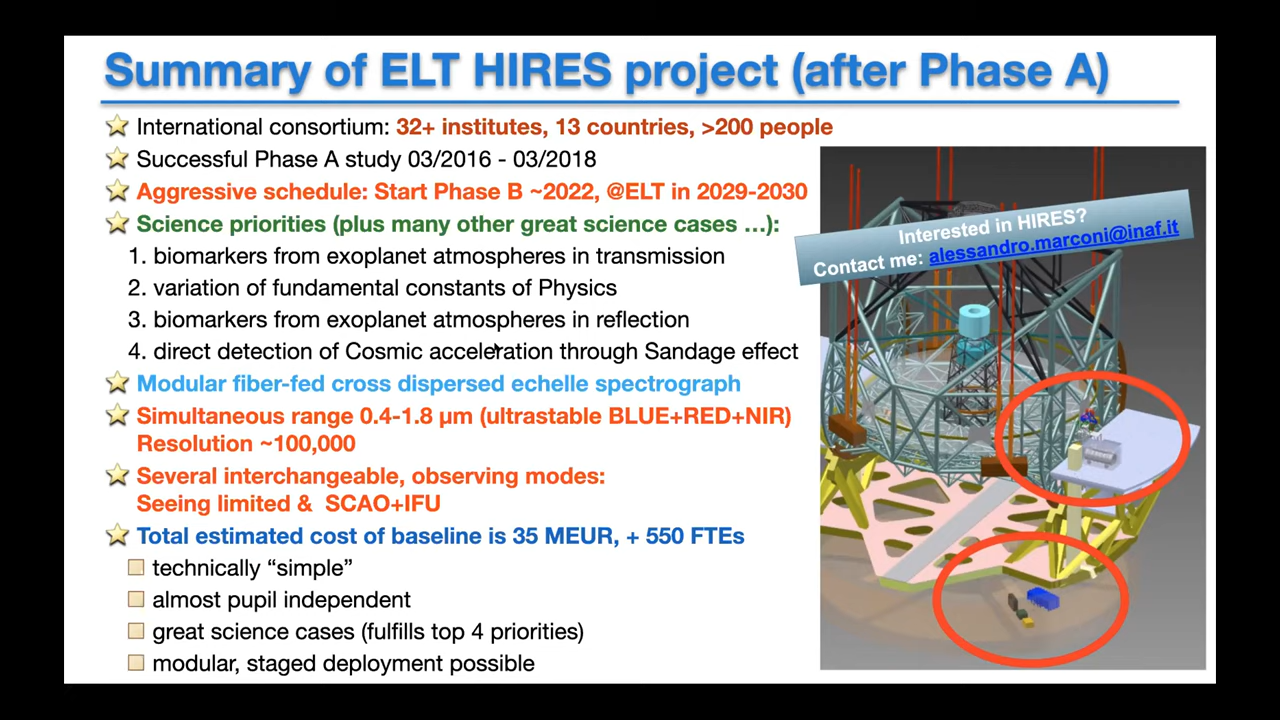 Summary of ELT HIRES project (after Phase A)
International consortium: 32+ institutes, 13 countries, >200 people
Successful Phase A study 03/2016 - 03/2018
Aggressive schedule: Start Phase B ~2022, @ELT in 2029-2030
Science priorities (plus many other great science cases …):
1. biomarkers from exoplanet atmospheres in transmission
2. variation of fundamental constants of Physics
3. biomarkers from exoplanet atmospheres in reflection
4. direct detection of Cosmic acceleration through Sandage effect
Modular fiber-fed cross dispersed echelle spectrograph
Simultaneous range 0.4-1.8 µm (ultrastable BLUE+RED+NIR)
Resolution ~100,000
Several interchangeable, observing modes:
Seeing limited & SCAO+IFU
Total estimated cost of baseline is 35 MEUR, + 550 FTEs
technically “simple”
almost pupil independent
great science cases (fulfills top 4 priorities)
modular, staged deployment possible
Interested in HIRES?
Contact me: alessandro.marconi@inaf.it